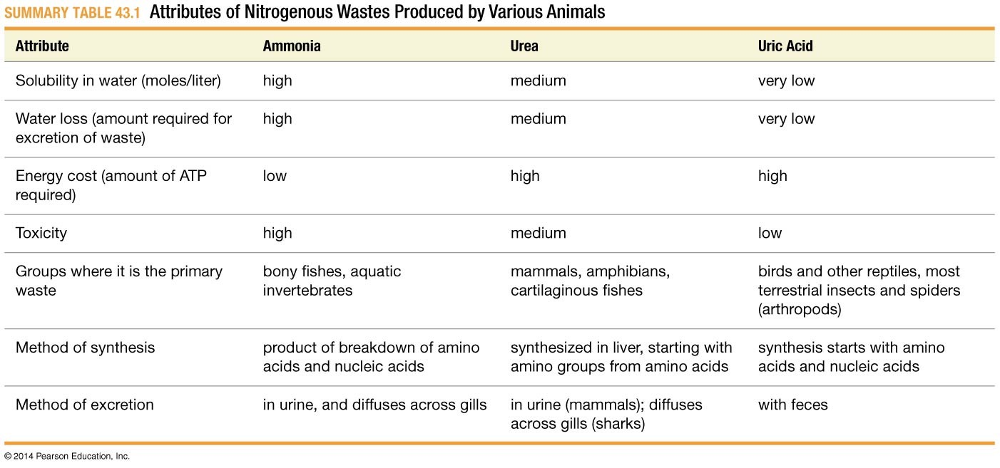 SUMMARY TABLE 43.1 Attributes of Nitrogenous Wastes Produced by Various Animals
Attribute Ammonia Urea Uric Acid
Solubility in water (moles/liter) high medium very low
Water loss (amount required for high medium very low
excretion of waste)
Energy cost (amount of ATP low high high
required)
Toxicity high medium low
Groups where it is the primary bony fishes, aquatic mammals, amphibians, birds and other reptiles, most
waste invertebrates cartilaginous fishes terrestrial insects and spiders
(arthropods)
Method of synthesis product of breakdown of amino synthesized in liver, starting with synthesis starts with amino
acids and nucleic acids amino groups from amino acids acids and nucleic acids
Method of excretion in urine, and diffuses across gills in urine (mammals); diffuses with feces
across gills (sharks)
© 2014 Pearson Education, Inc.